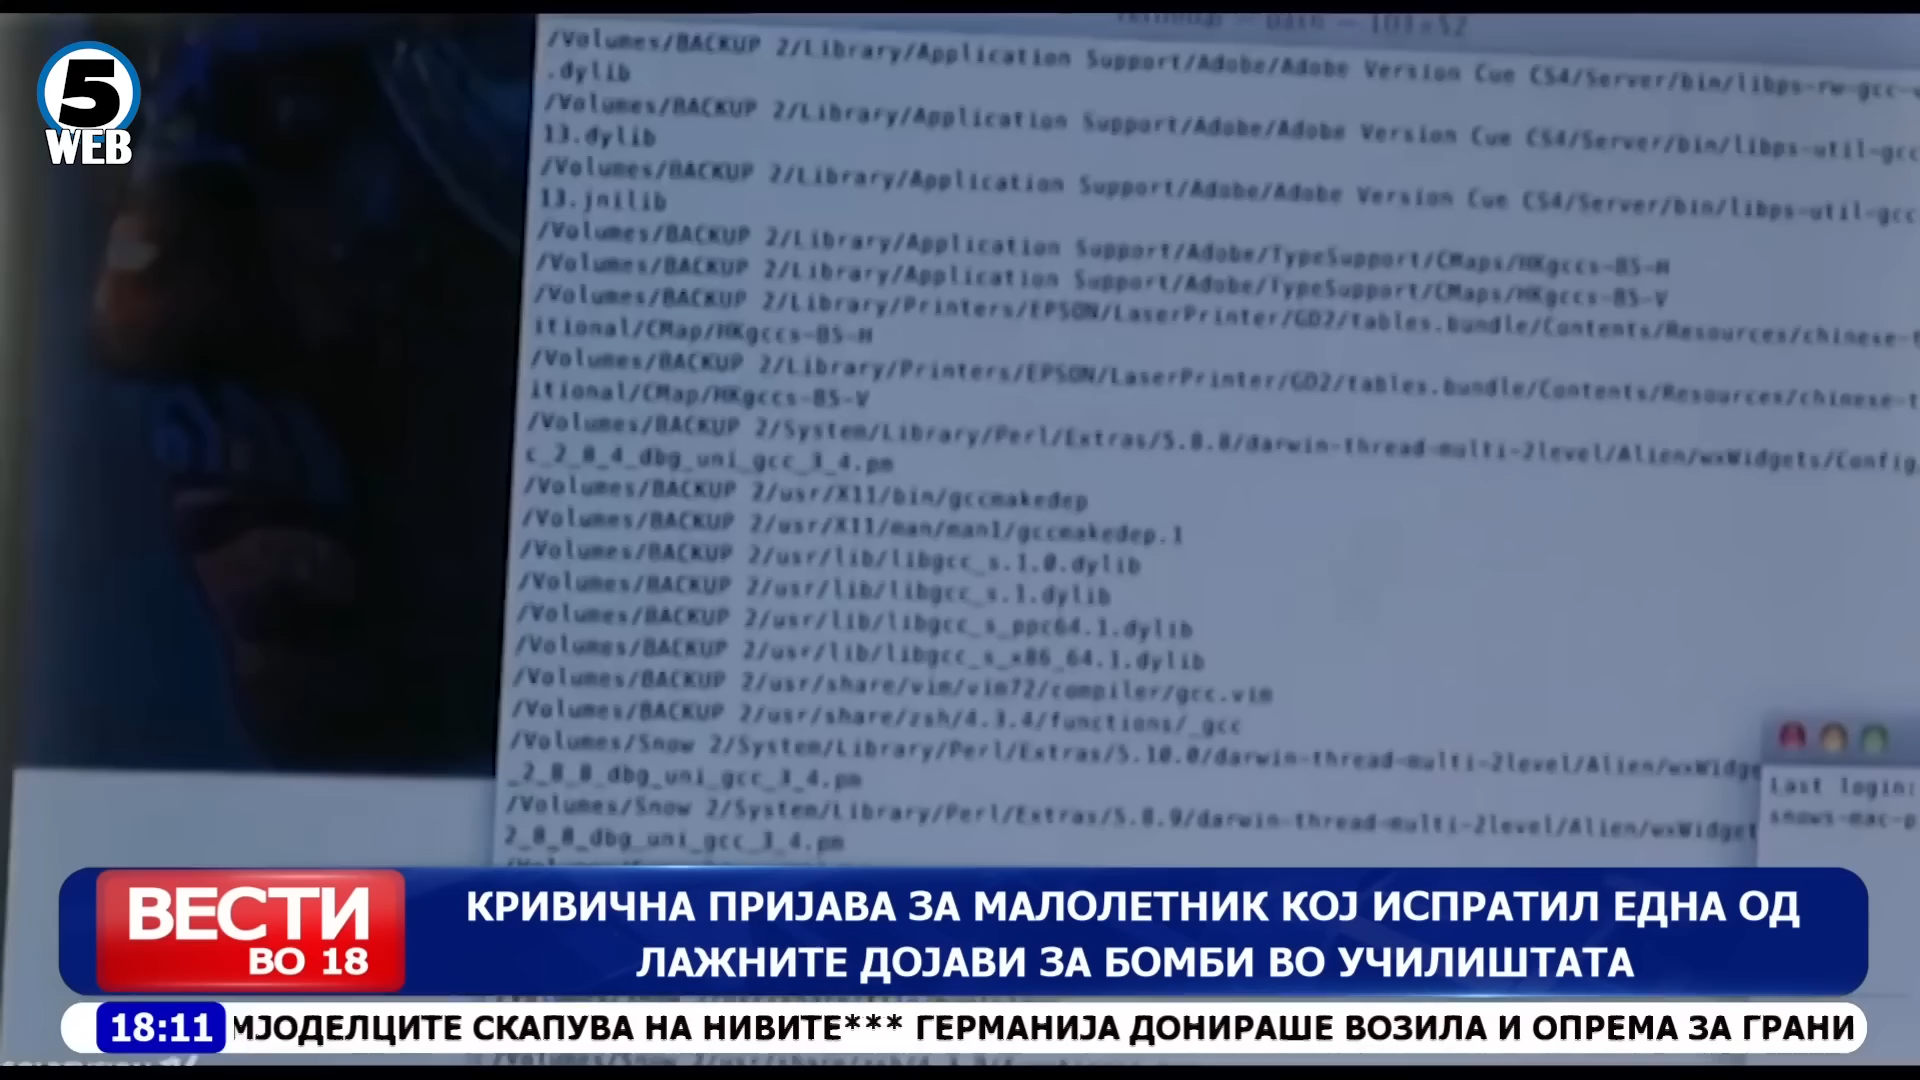 5
WEB
/Volumes/BACKUP 2/Library/Application Support/Adobe/Adobe Version Cue CS4/Server/bin/libps-rw-gcc-
.dylib
/Volumes/BACKUP 2/Library/Application Support/Adobe/Adobe Version Cue CS4/Server/bin/libps-util-gcc
13.dylib
/Volumes/BACKUP 2/Library/Application Support/Adobe/Adobe Version Cue CS4/Server/bin/libps-util-gcc
13.jnilib
/Volumes/BACKUP 2/Library/Application Support/Adobe/TypeSupport/CMaps/HKgccs-B5-H
/Volumes/BACKUP 2/Library/Application Support/Adobe/TypeSupport/CMaps/HKgccs-B5-V
/Volumes/BACKUP 2/Library/Printers/EPSON/LaserPrinter/GD2/tables.bundle/Contents/Resources/chinese-t
itional/CMap/HKgccs-B5-H
/Volumes/BACKUP 2/Library/Printers/EPSON/LaserPrinter/GD2/tables.bundle/Contents/Resources/chinese-t
itional/CMap/HKgccs-B5-V
/Volumes/BACKUP 2/System/Library/Perl/Extras/5.8.8/darwin-thread-multi-2level/Alien/wxWidgets/Config
c_2_8_4_dbg_uni_gcc_3_4.pm
/Volumes/BACKUP 2/usr/X11/bin/gccmakedep
/Volumes/BACKUP 2/usr/X11/man/man1/gccmakedep.1
/Volumes/BACKUP 2/usr/lib/libgcc_s.1.0.dylib
/Volumes/BACKUP 2/usr/lib/libgcc_s.1.dylib
/Volumes/BACKUP 2/usr/lib/libgcc_s_ppc64.1.dylib
/Volumes/BACKUP 2/usr/lib/libgcc_s_x86_64.1.dylib
/Volumes/BACKUP 2/usr/share/vim/vim72/compiler/gcc.vim
/Volumes/BACKUP 2/usr/share/zsh/4.3.4/functions/_gcc
/Volumes/Snow 2/System/Library/Perl/Extras/5.10.0/darwin-thread-multi-2level/Alien/wxWidge
_2_8_8_dbg_uni_gcc_3_4.pm
/Volumes/Snow 2/System/Library/Perl/Extras/5.8.9/darwin-thread-multi-2level/Alien/wxWidget
2_8_8_dbg_uni_gcc_3_4.pm
Last login:
snows-mac-p
ВЕСТИ
ВО 18
КРИВИЧНА ПРИЈАВА ЗА МАЛОЛЕТНИК КОЈ ИСПРАТИЛ ЕДНА ОД
ЛАЖНИТЕ ДОЈАВИ ЗА БОМБИ ВО УЧИЛИШТАТА
18:11 МЈОДЕЛЦИТЕ СКАПУВА НА НИВИТЕ*** ГЕРМАНИЈА ДОНИРАШЕ ВОЗИЛА И ОПРЕМА ЗА ГРАНИ